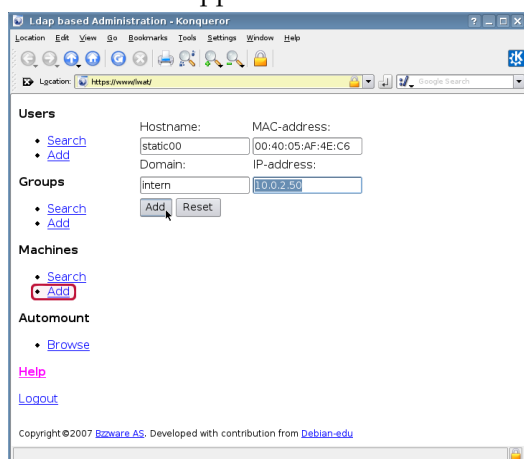 Ldap based Administration - Konqueror
Location Edit View Go Bookmarks Tools Settings Window Help
Location: https://www/lwat/ Google Search
Users
Search
Add
Groups
Search
Add
Machines
Search
Add
Automount
Browse
Help
Logout
Hostname: MAC-address:
static00 00:40:05:AF:4E:C6
Domain: IP-address:
intern 10.0.2.50
Add Reset
Copyright©2007 Bzzware AS. Developed with contribution from Debian-edu